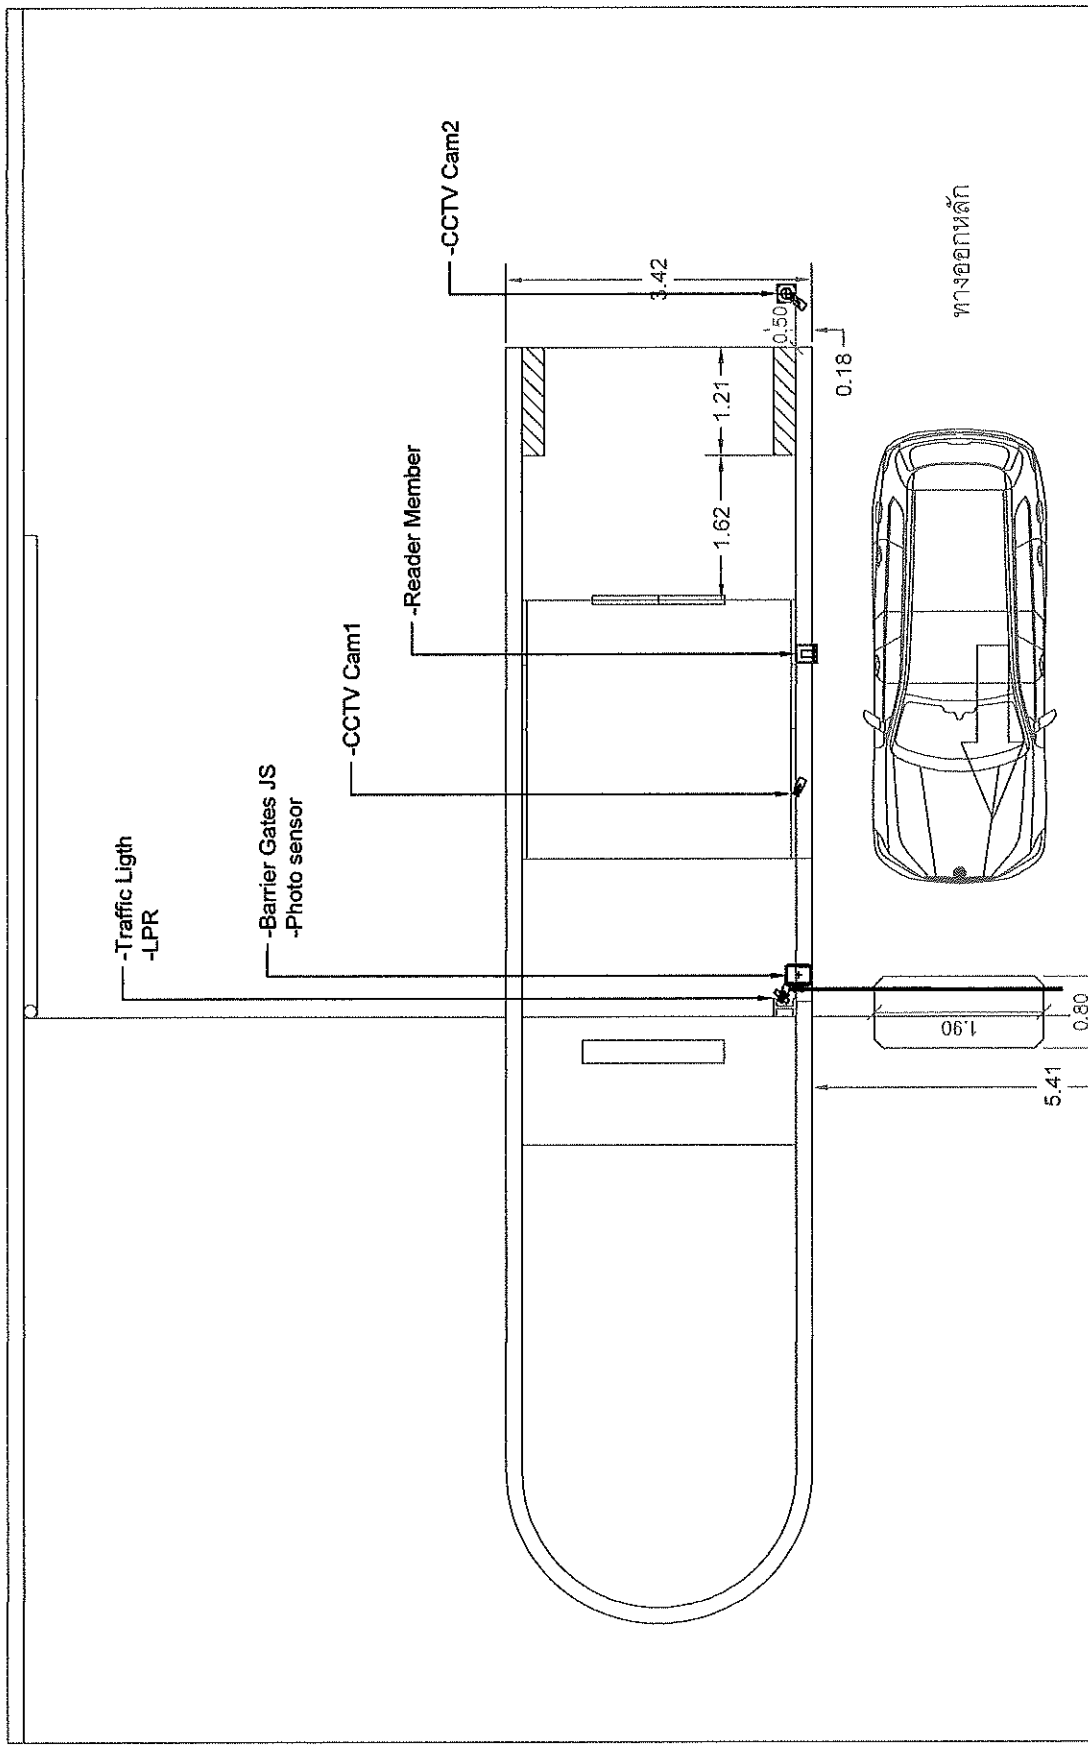 -Traffic Ligth
-LPR
-Barrier Gates JS
-Photo sensor
-CCTV Cam1
-Reader Member
-CCTV Cam2
3.42
0.50
0.18
1.21
1.62
ทางออกหลัก
1.90
0.80
5.41